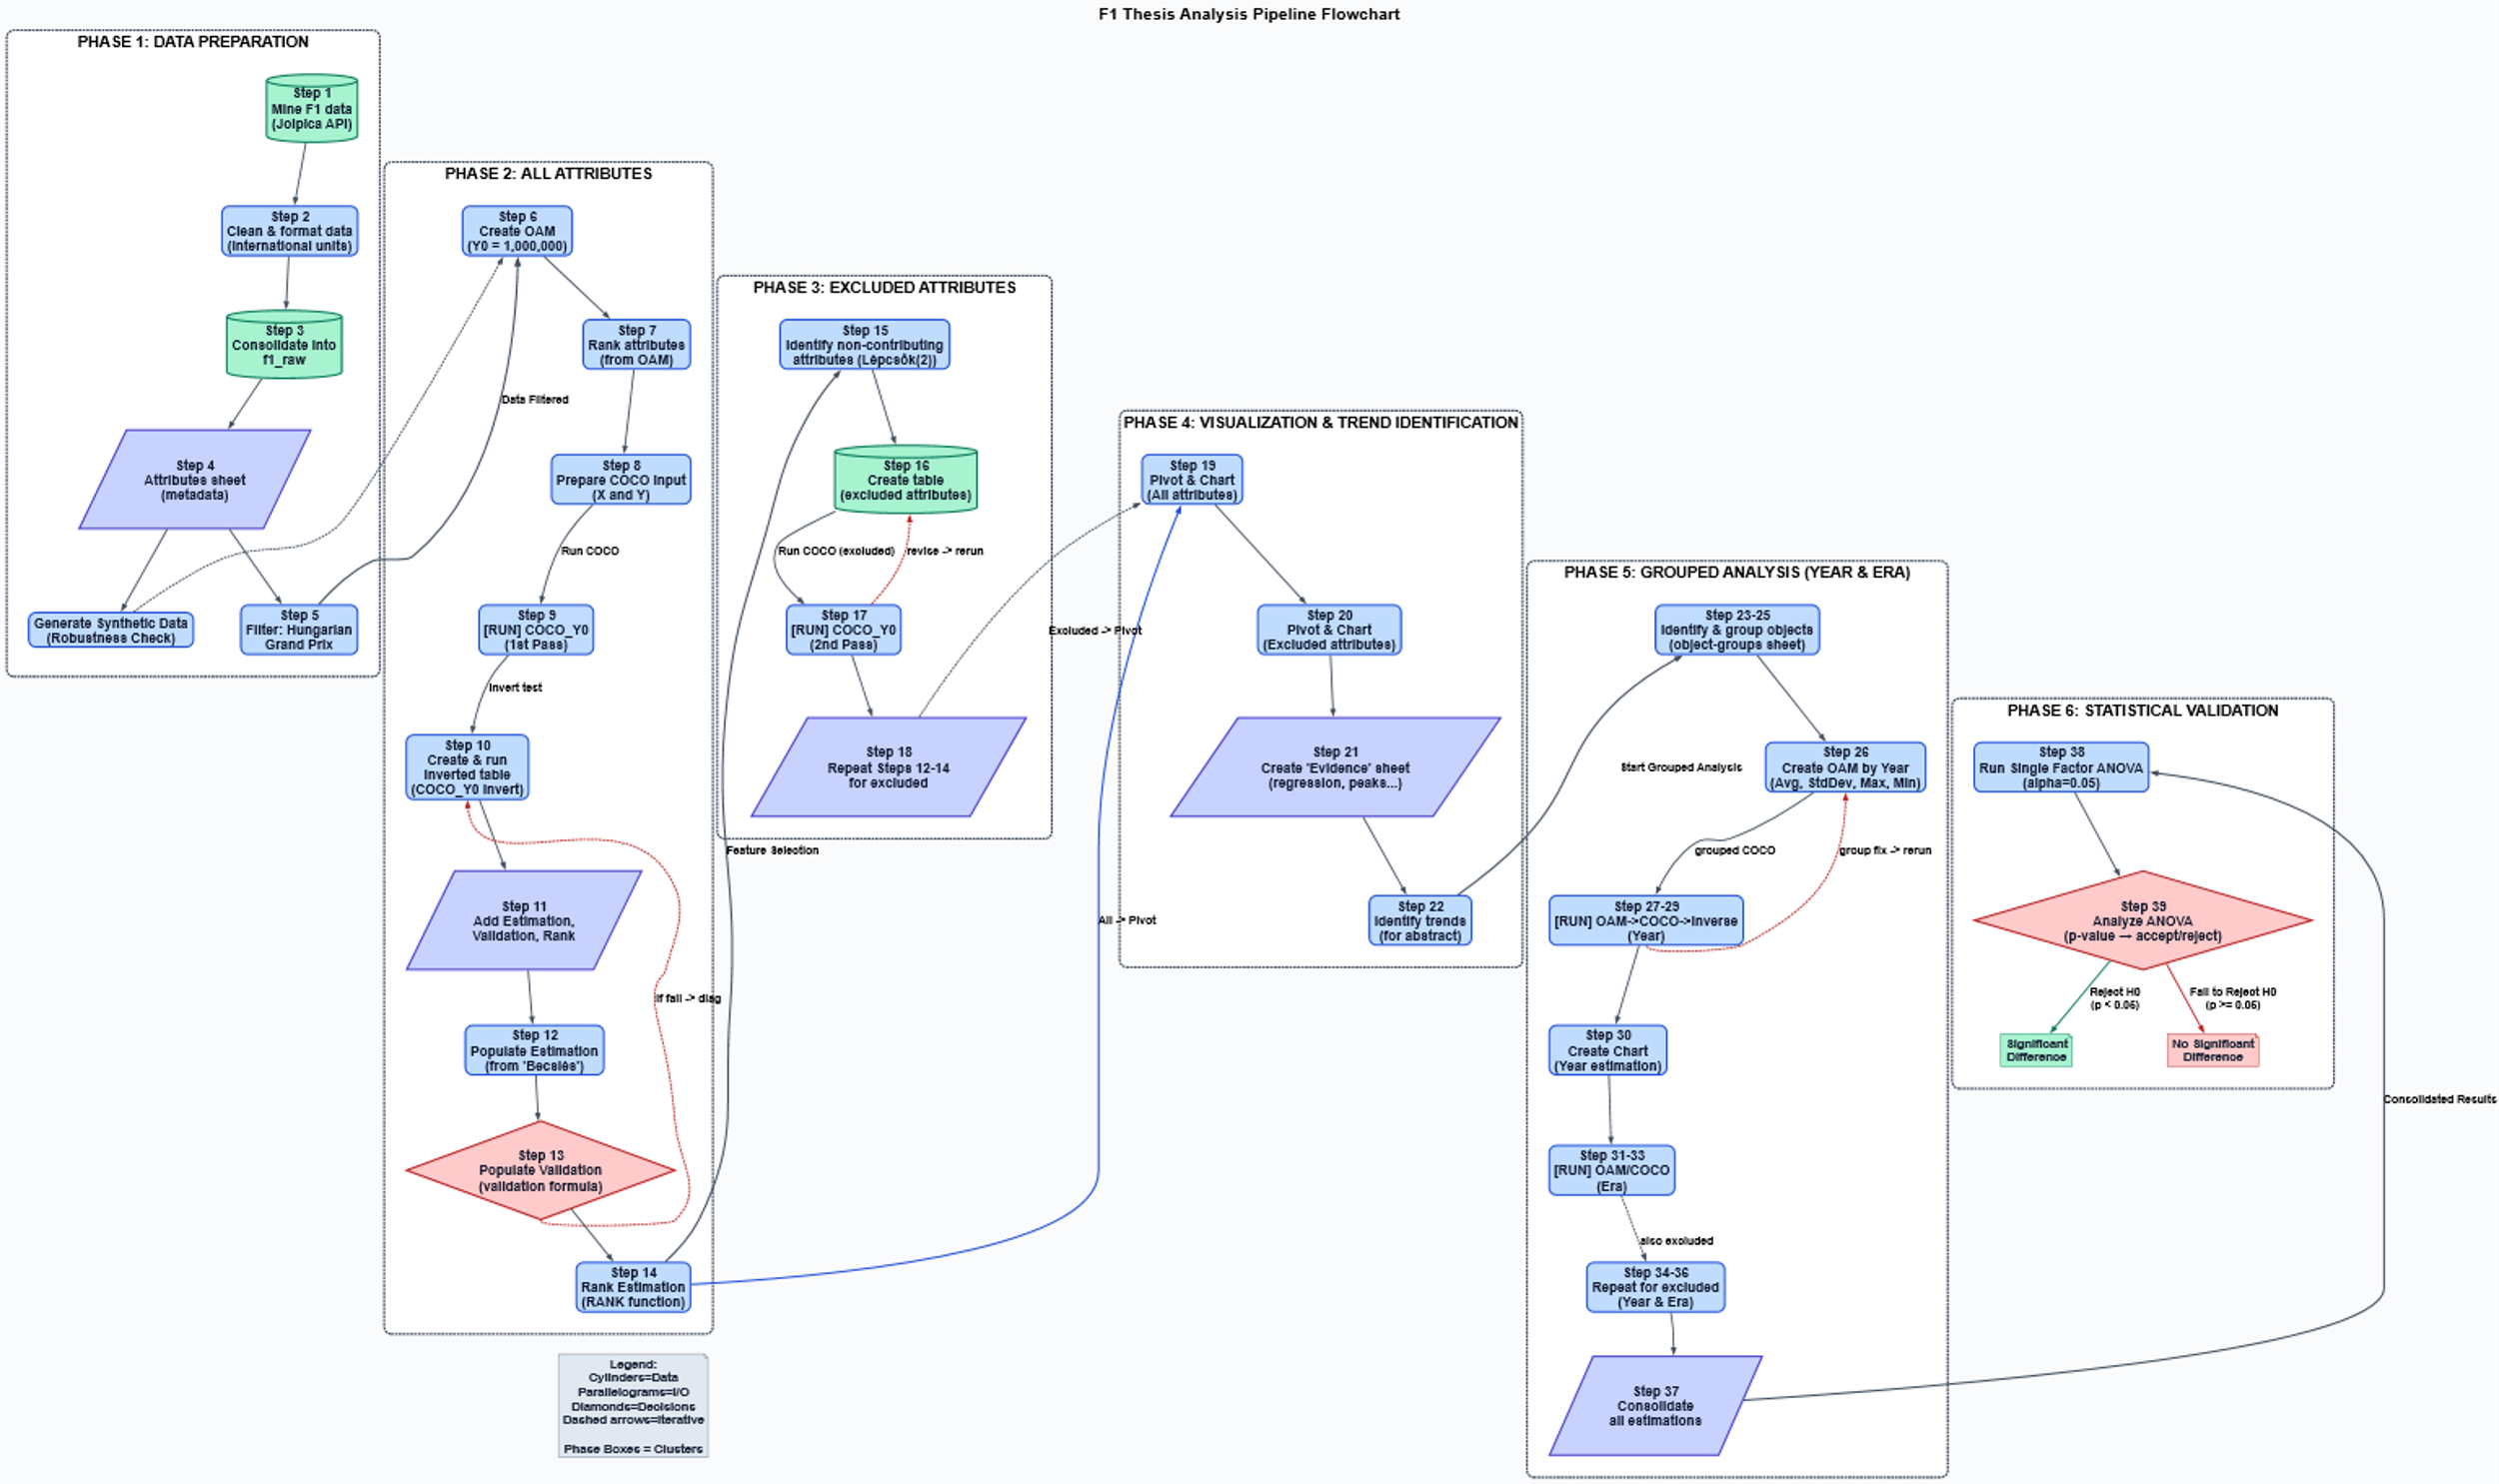 F1 Thesis Analysis Pipeline Flowchart
PHASE 1: DATA PREPARATION
Step 1
Mine F1 data
(Jolpica API)
Step 2
Clean & format data
(International units)
Step 3
Consolidate into
f1_raw
Step 4
Attributes sheet
(metadata)
Generate Synthetic Data
(Robustness Check)
Step 5
Filter: Hungarian
Grand Prix
PHASE 2: ALL ATTRIBUTES
Step 6
Create OAM
(Y0 = 1,000,000)
Data Filtered
Step 7
Rank attributes
(from OAM)
Step 8
Prepare COCO Input
(X and Y)
Run COCO
Step 9
[RUN] COCO_Y0
(1st Pass)
Invert test
Step 10
Create & run
Inverted table
(COCO_Y0 Invert)
Step 11
Add Estimation,
Validation, Rank
If fail -> diag
Step 12
Populate Estimation
(from 'Becslés')
Step 13
Populate Validation
(validation formula)
Step 14
Rank Estimation
(RANK function)
Feature Selection
PHASE 3: EXCLUDED ATTRIBUTES
Step 15
Identify non-contributing
attributes (Lépcsők(2))
Step 16
Create table
(excluded attributes)
Run COCO (excluded)
revise -> rerun
Step 17
[RUN] COCO_Y0
(2nd Pass)
Step 18
Repeat Steps 12-14
for excluded
Excluded -> Pivot
All -> Pivot
PHASE 4: VISUALIZATION & TREND IDENTIFICATION
Step 19
Pivot & Chart
(All attributes)
Step 20
Pivot & Chart
(Excluded attributes)
Step 21
Create 'Evidence' sheet
(regression, peaks...)
Step 22
Identify trends
(for abstract)
Start Grouped Analysis
PHASE 5: GROUPED ANALYSIS (YEAR & ERA)
Step 23-25
Identify & group objects
(object-groups sheet)
Step 26
Create OAM by Year
(Avg, StdDev, Max, Min)
grouped COCO
group fix -> rerun
Step 27-29
[RUN] OAM->COCO->Inverse
(Year)
Step 30
Create Chart
(Year estimation)
Step 31-33
[RUN] OAM/COCO
(Era)
also excluded
Step 34-36
Repeat for excluded
(Year & Era)
Step 37
Consolidate
all estimations
Consolidated Results
PHASE 6: STATISTICAL VALIDATION
Step 38
Run Single Factor ANOVA
(alpha=0.05)
Step 39
Analyze ANOVA
(p-value → accept/reject)
Reject H0
(p < 0.05)
Fail to Reject H0
(p >= 0.05)
Significant
Difference
No Significant
Difference
Legend:
Cylinders=Data
Parallelograms=I/O
Diamonds=Decisions
Dashed arrows=Iterative
Phase Boxes = Clusters